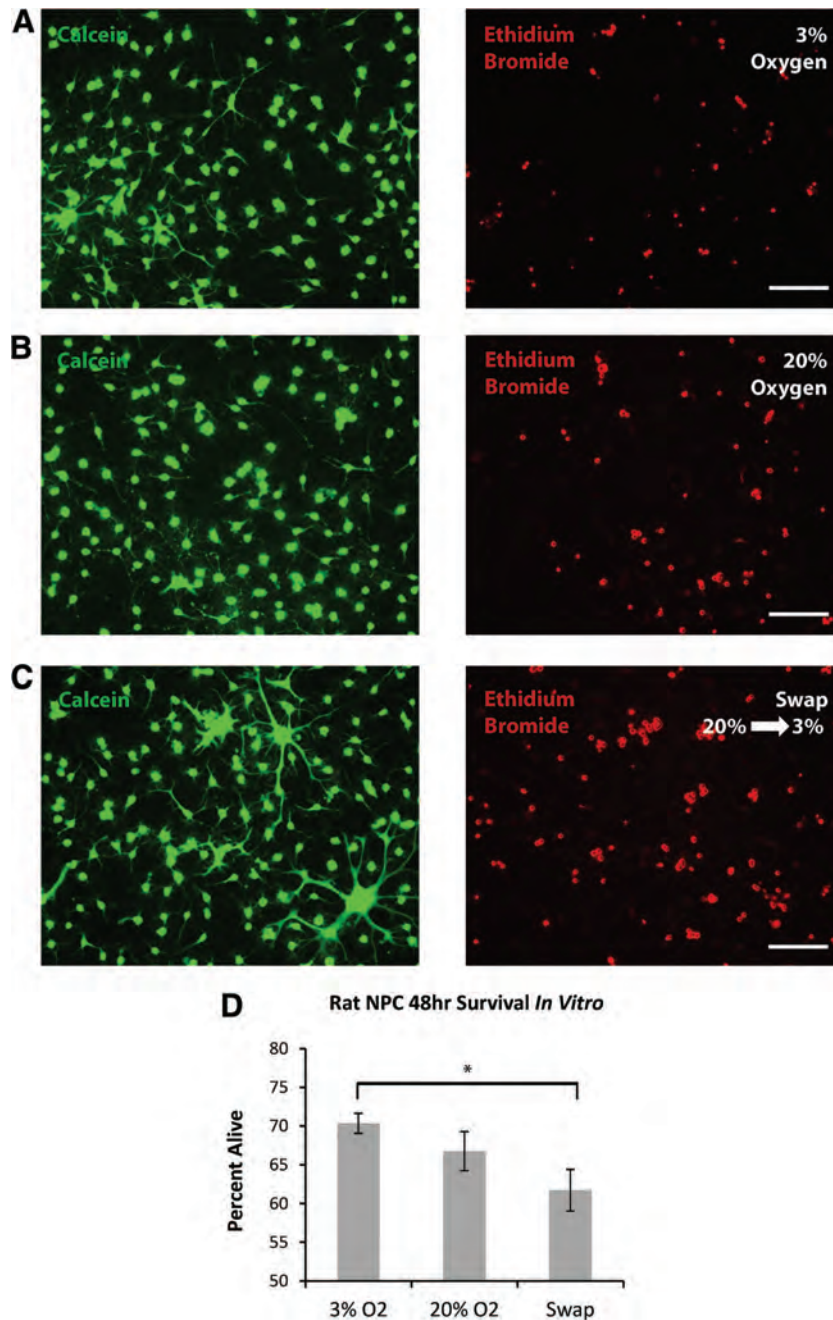 A
Calcein
Ethidium
Bromide
3%
Oxygen
B
Calcein
Ethidium
Bromide
20%
Oxygen
C
Calcein
Ethidium
Bromide
Swap
20% 3%
D
Rat NPC 48hr Survival In Vitro
80
75
70
65
60
55
50
Percent Alive
*
3% O2
20% O2
Swap